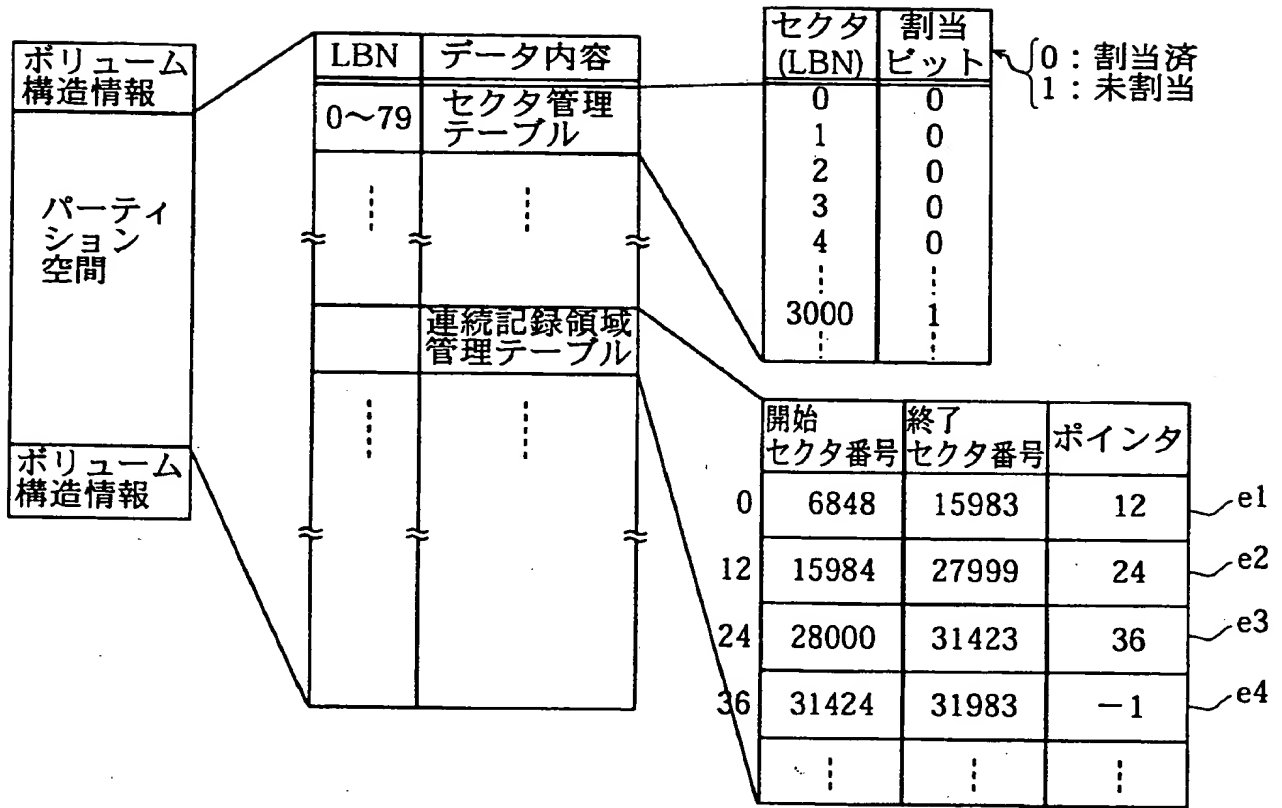 ボリューム
構造情報
パーティ
ション
空間
ボリューム
構造情報
LBN データ内容
0〜79 セクタ管理
テーブル
連続記録領域
管理テーブル
セクタ 割当
(LBN) ビット
0 0
1 0
2 0
3 0
4 0
3000 1
0：割当済
1：未割当
開始 終了 ポインタ
セクタ番号 セクタ番号
0 6848 15983 12 e1
12 15984 27999 24 e2
24 28000 31423 36 e3
36 31424 31983 －1 e4